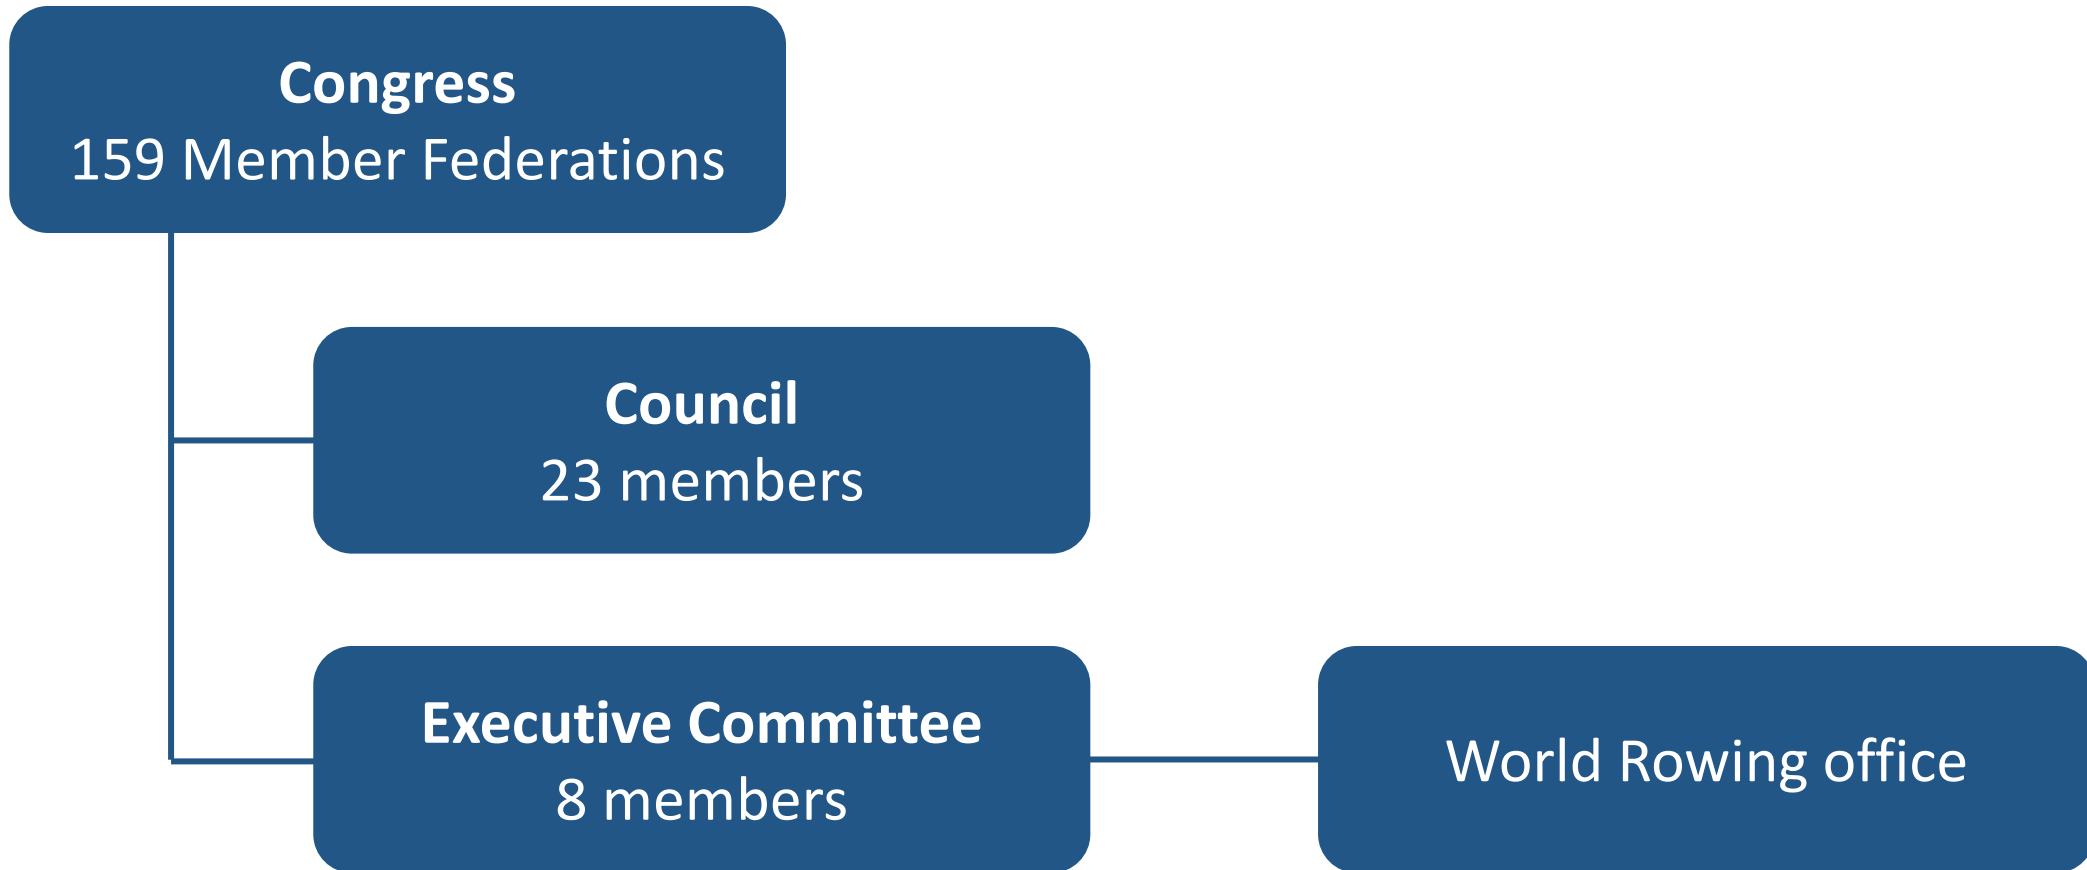 Congress
159 Member Federations
Council
23 members
Executive Committee
8 members
World Rowing office